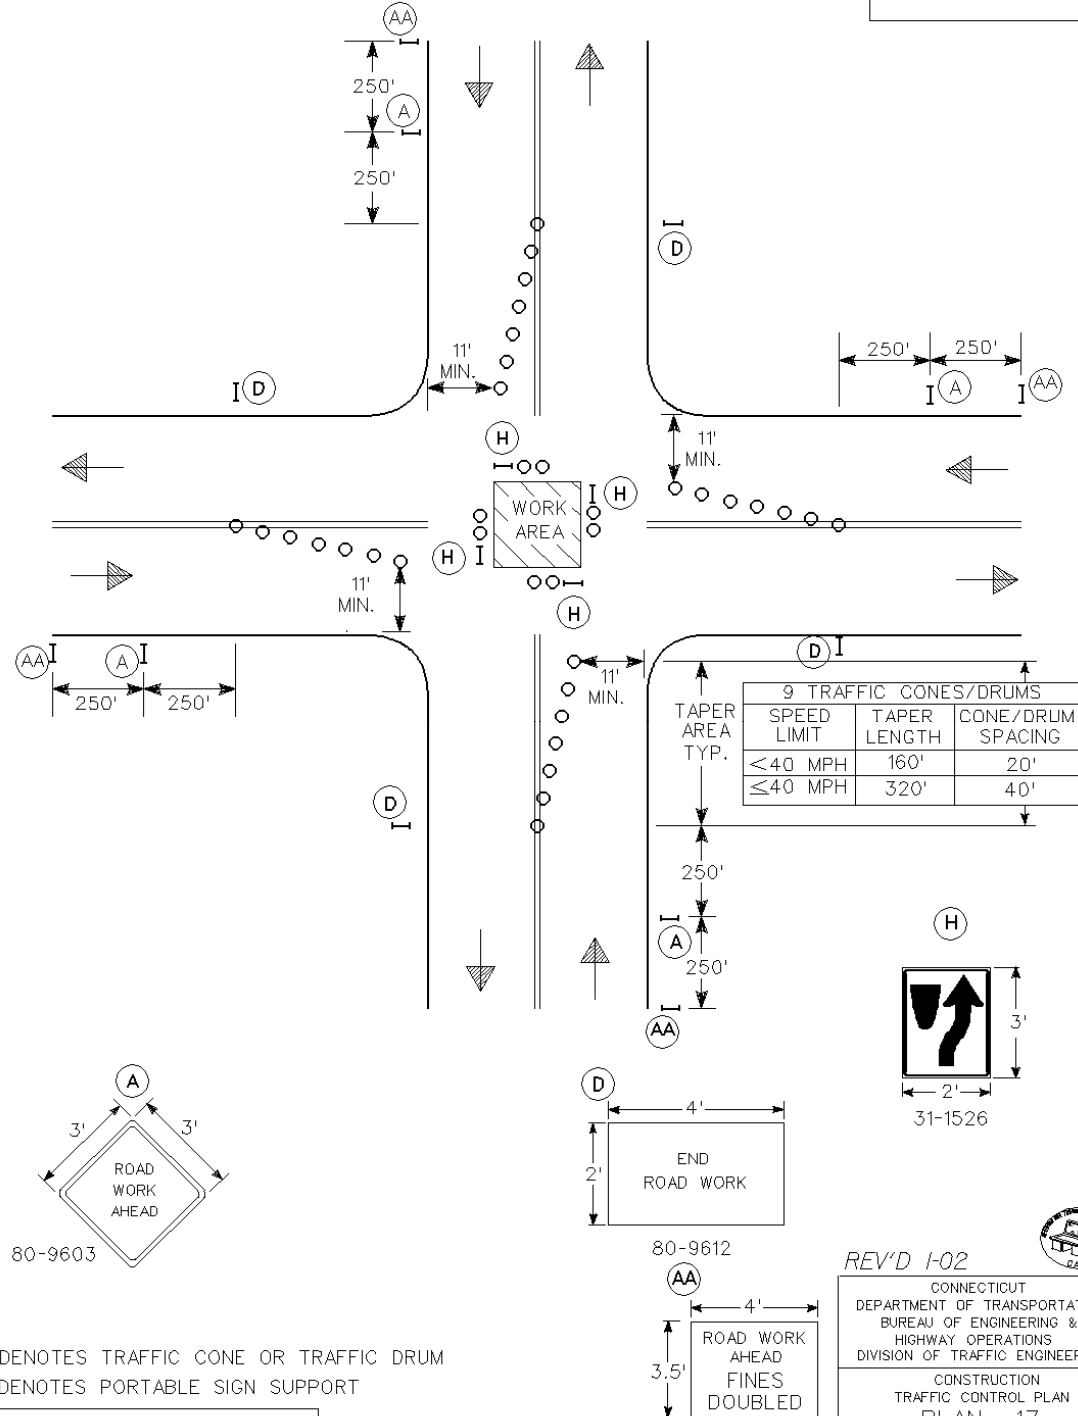 AA
250'
A
250'
D
250'
250'
11'
MIN.
D
A
AA
H
11'
MIN.
H
WORK
AREA
H
11'
MIN.
H
AA
A
D
11'
MIN.
250'
250'
TAPER
AREA
TYP.
9 TRAFFIC CONES/DRUMS
SPEED LIMIT TAPER LENGTH CONE/DRUM SPACING
<40 MPH 160' 20'
≤40 MPH 320' 40'
D
250'
A
250'
AA
H
3'
2'
31-1526
A
3'
3'
ROAD
WORK
AHEAD
80-9603
D
4'
2'
END
ROAD WORK
80-9612
AA
4'
3.5'
ROAD WORK
AHEAD
FINES
DOUBLED
REV'D 1-02
CONNECTICUT
DEPARTMENT OF TRANSPORTAT
BUREAU OF ENGINEERING &
HIGHWAY OPERATIONS
DIVISION OF TRAFFIC ENGINEER
CONSTRUCTION
TRAFFIC CONTROL PLAN
PLAN 17
DENOTES TRAFFIC CONE OR TRAFFIC DRUM
DENOTES PORTABLE SIGN SUPPORT